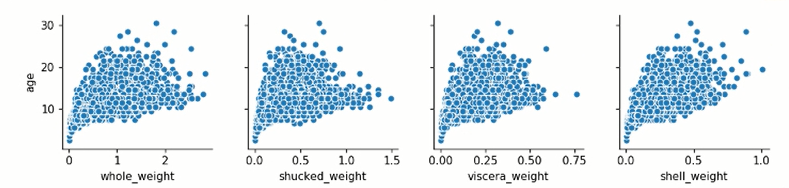 age
30
20
10
0 1 2
0.0 0.5 1.0 1.5
0.00 0.25 0.50 0.75
0.0 0.5 1.0
whole_weight
shucked_weight
viscera_weight
shell_weight